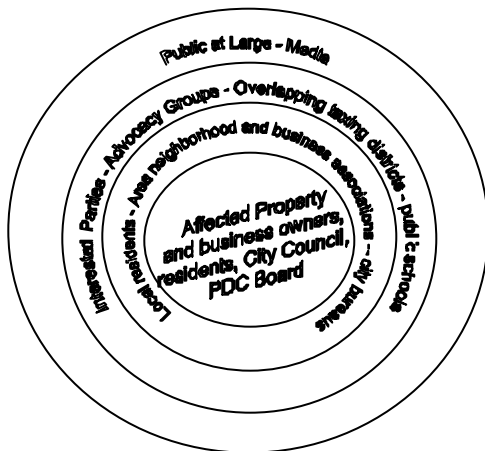 Public at Large - Media
Interested Parties - Advocacy Groups - Overlapping taxing districts - public schools
Local residents - Area neighborhood and business associations -- city bureaus
Affected Property
and business owners,
residents, City Council,
PDC Board